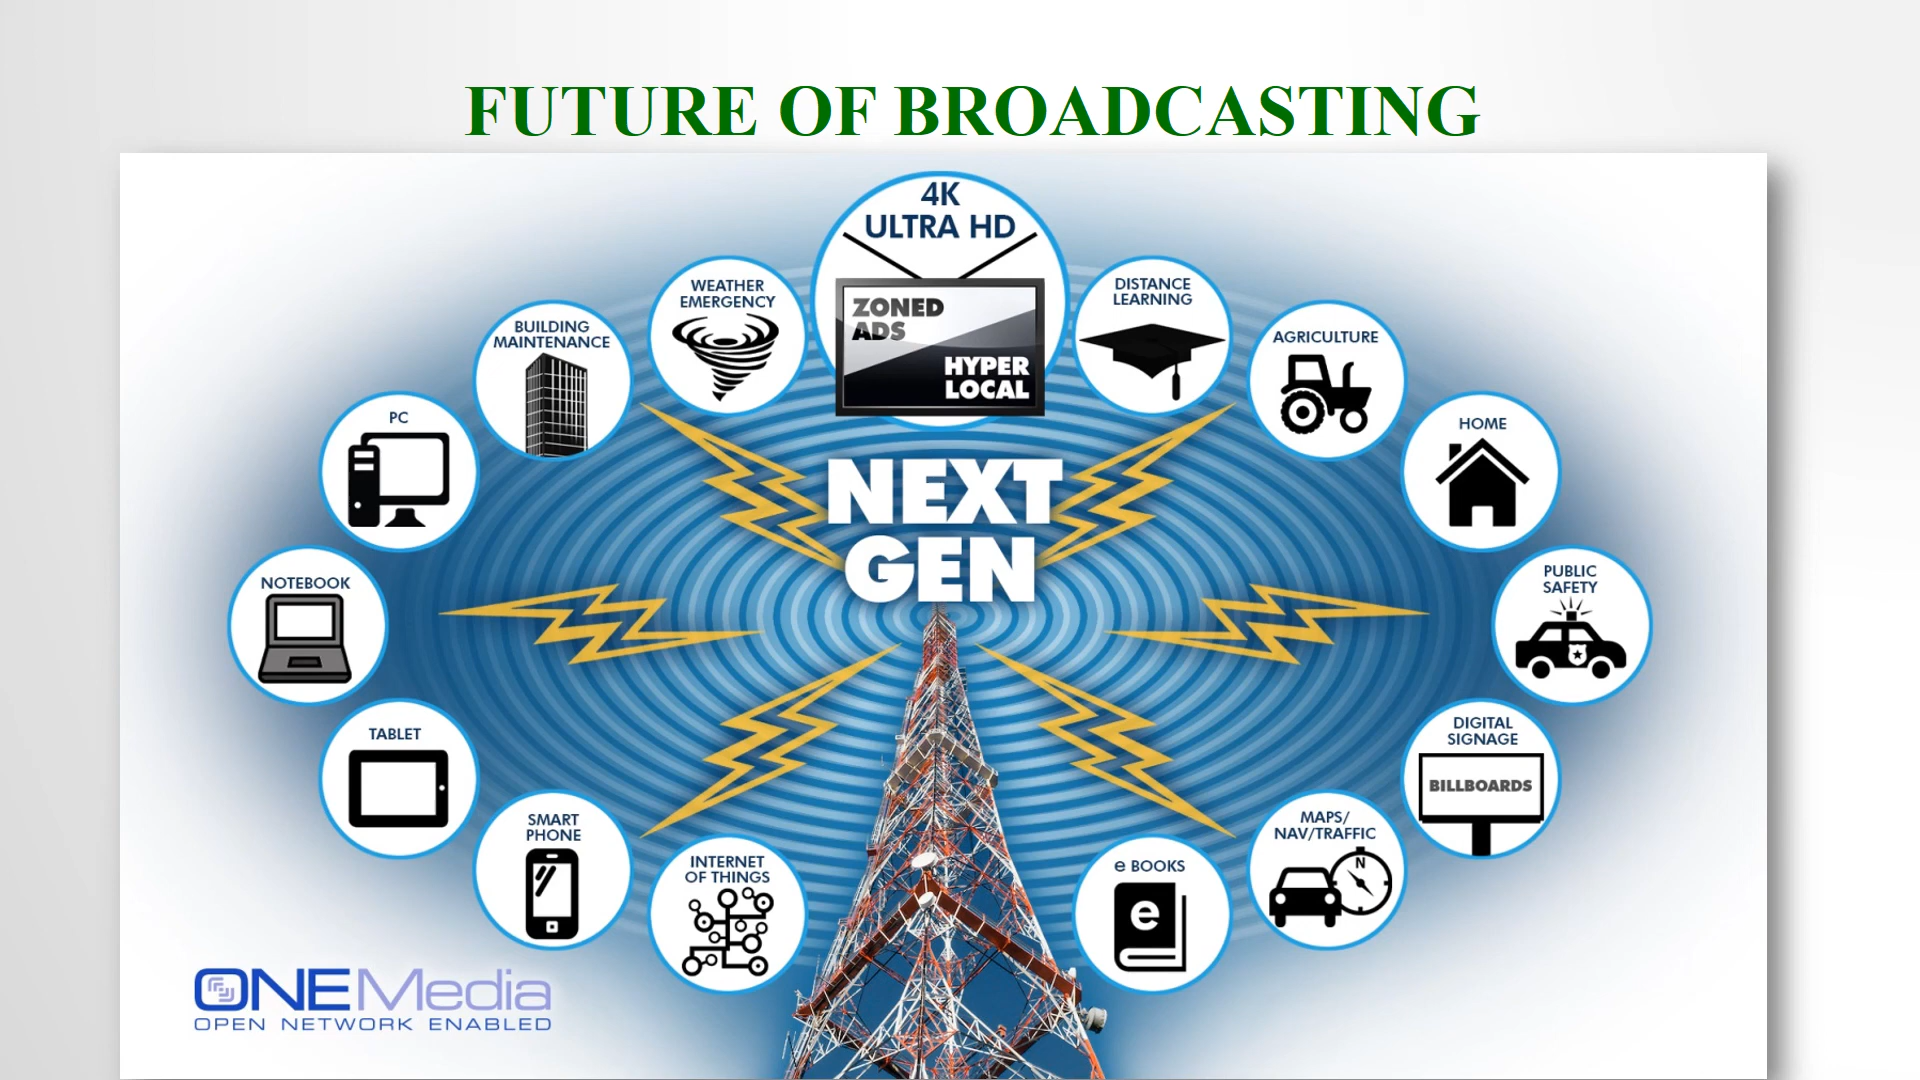 FUTURE OF BROADCASTING
4K
ULTRA HD
ZONED
ADS
HYPER
LOCAL
WEATHER
EMERGENCY
DISTANCE
LEARNING
BUILDING
MAINTENANCE
AGRICULTURE
PC
HOME
NEXT
GEN
NOTEBOOK
PUBLIC
SAFETY
TABLET
DIGITAL
SIGNAGE
BILLBOARDS
SMART
PHONE
MAPS/
NAV/TRAFFIC
N
INTERNET
OF THINGS
e BOOKS
e
ONEMedia
OPEN NETWORK ENABLED